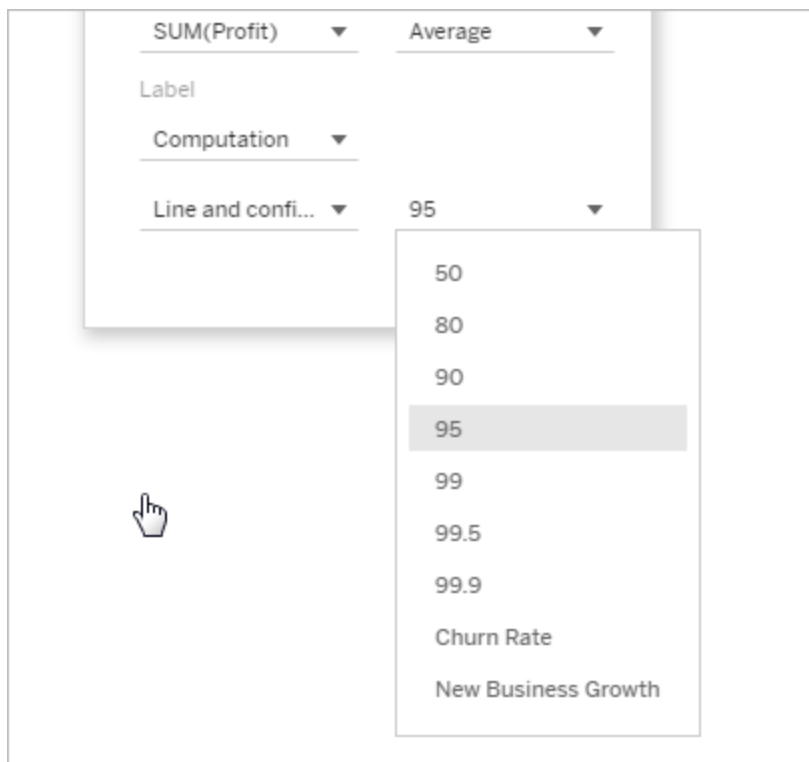 SUM(Profit) Average
Label
Computation
Line and confi... 95
50
80
90
95
99
99.5
99.9
Churn Rate
New Business Growth